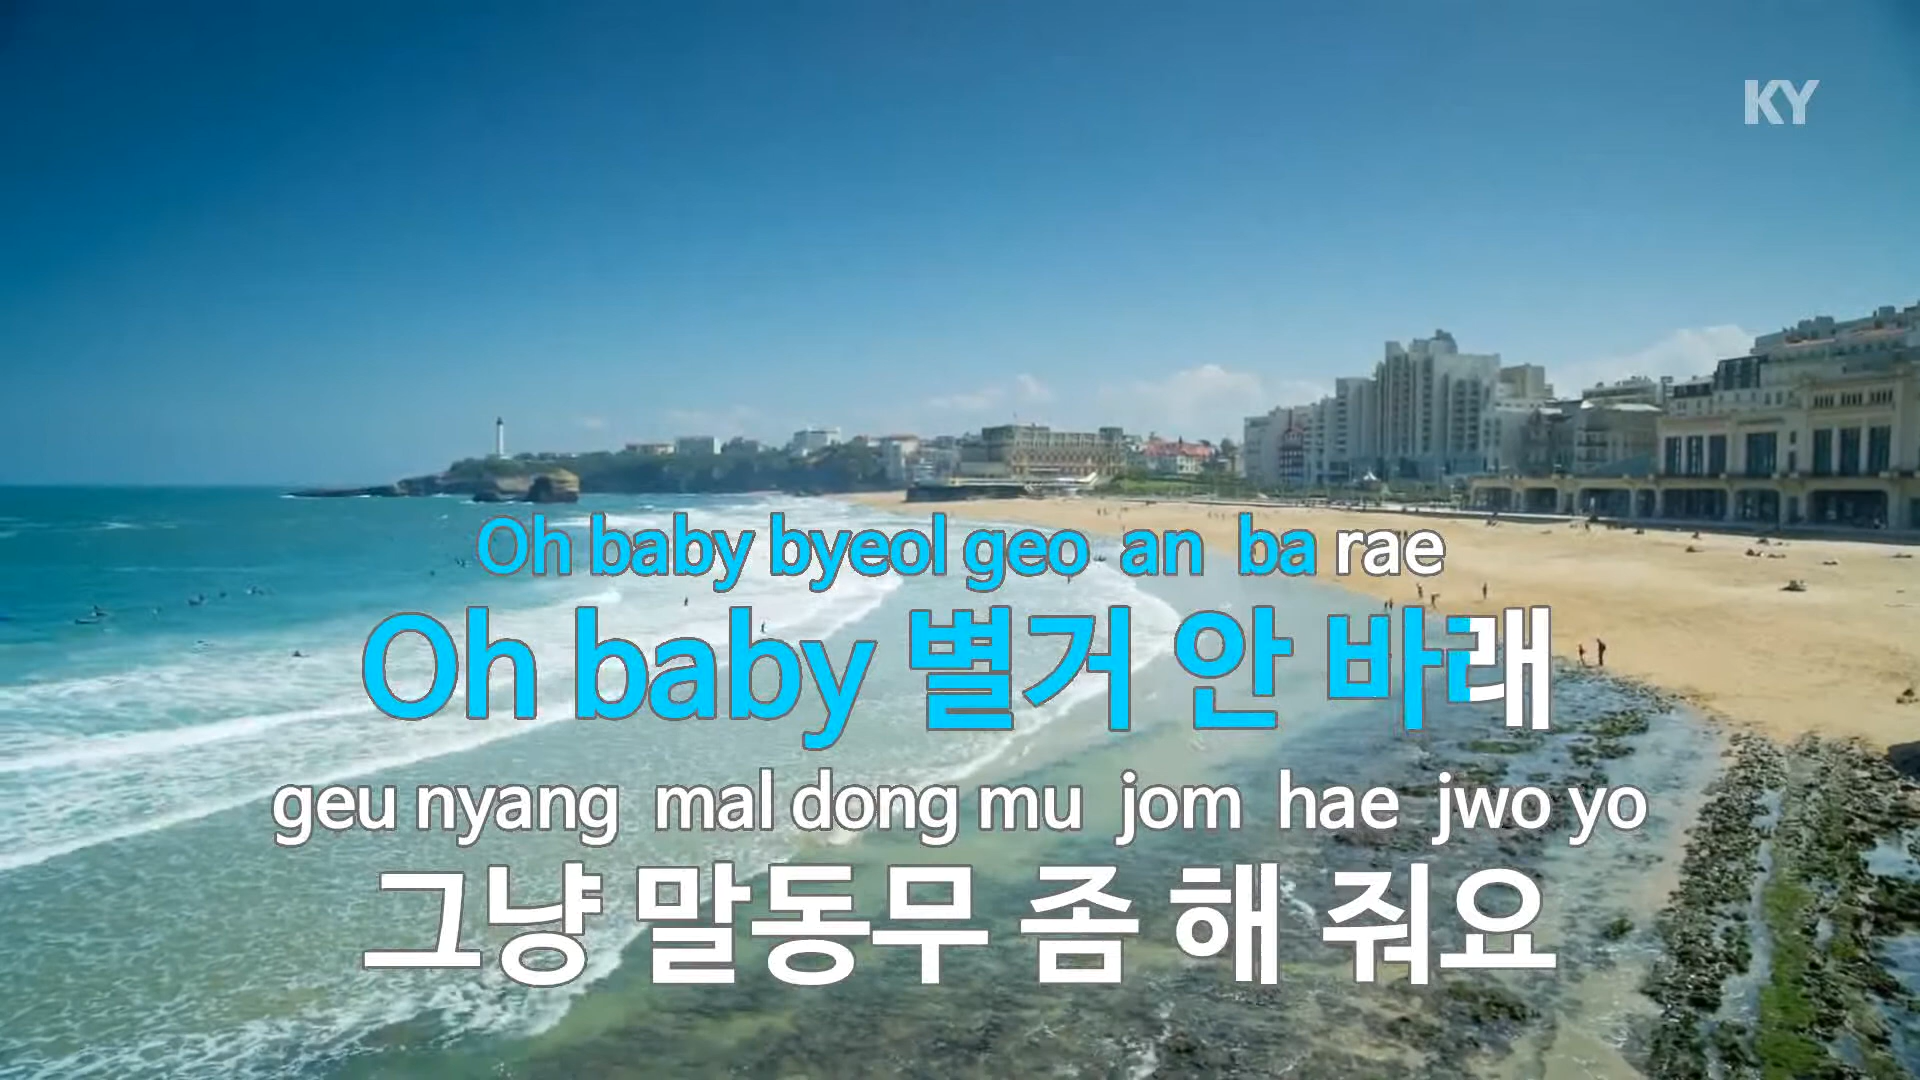 KY
Oh baby byeol geo an ba rae
Oh baby 별거 안 바래
geu nyang mal dong mu jom hae jwo yo
그냥 말동무 좀 해 줘요